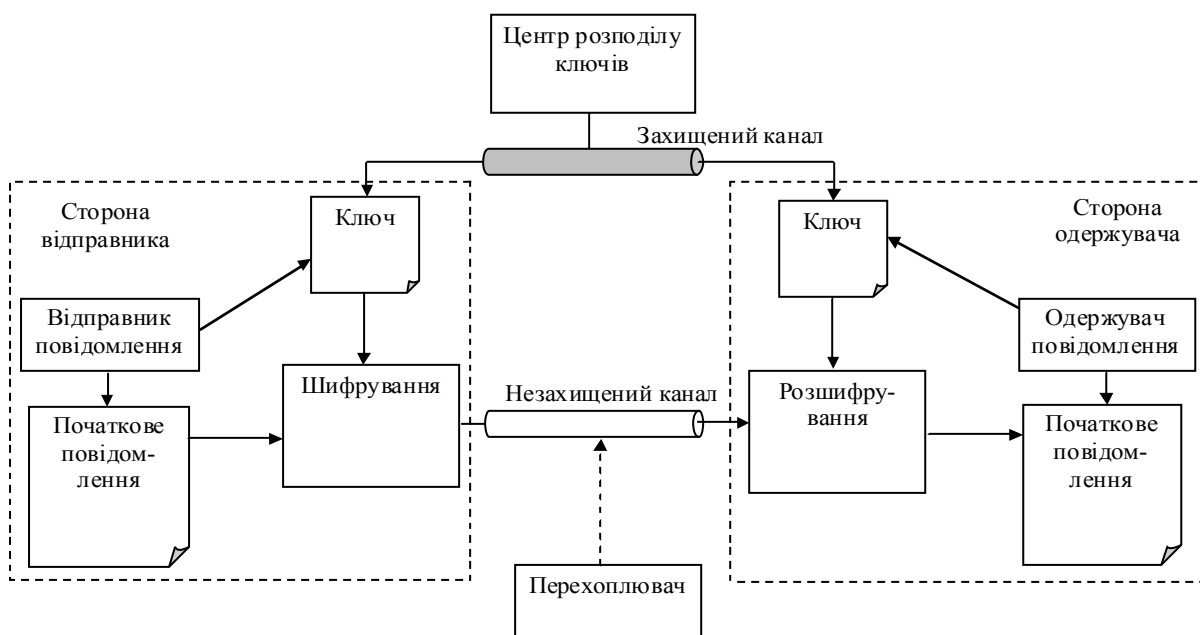 Центр розподілу
ключів
Захищений канал
Сторона
відправника
Ключ
Ключ
Сторона
одержувача
Відправник
повідомлення
Одержувач
повідомлення
Шифрування
Незахищений канал
Розшифру-
вання
Початкове
повідом-
лення
Початкове
повідом-
лення
Перехоплювач